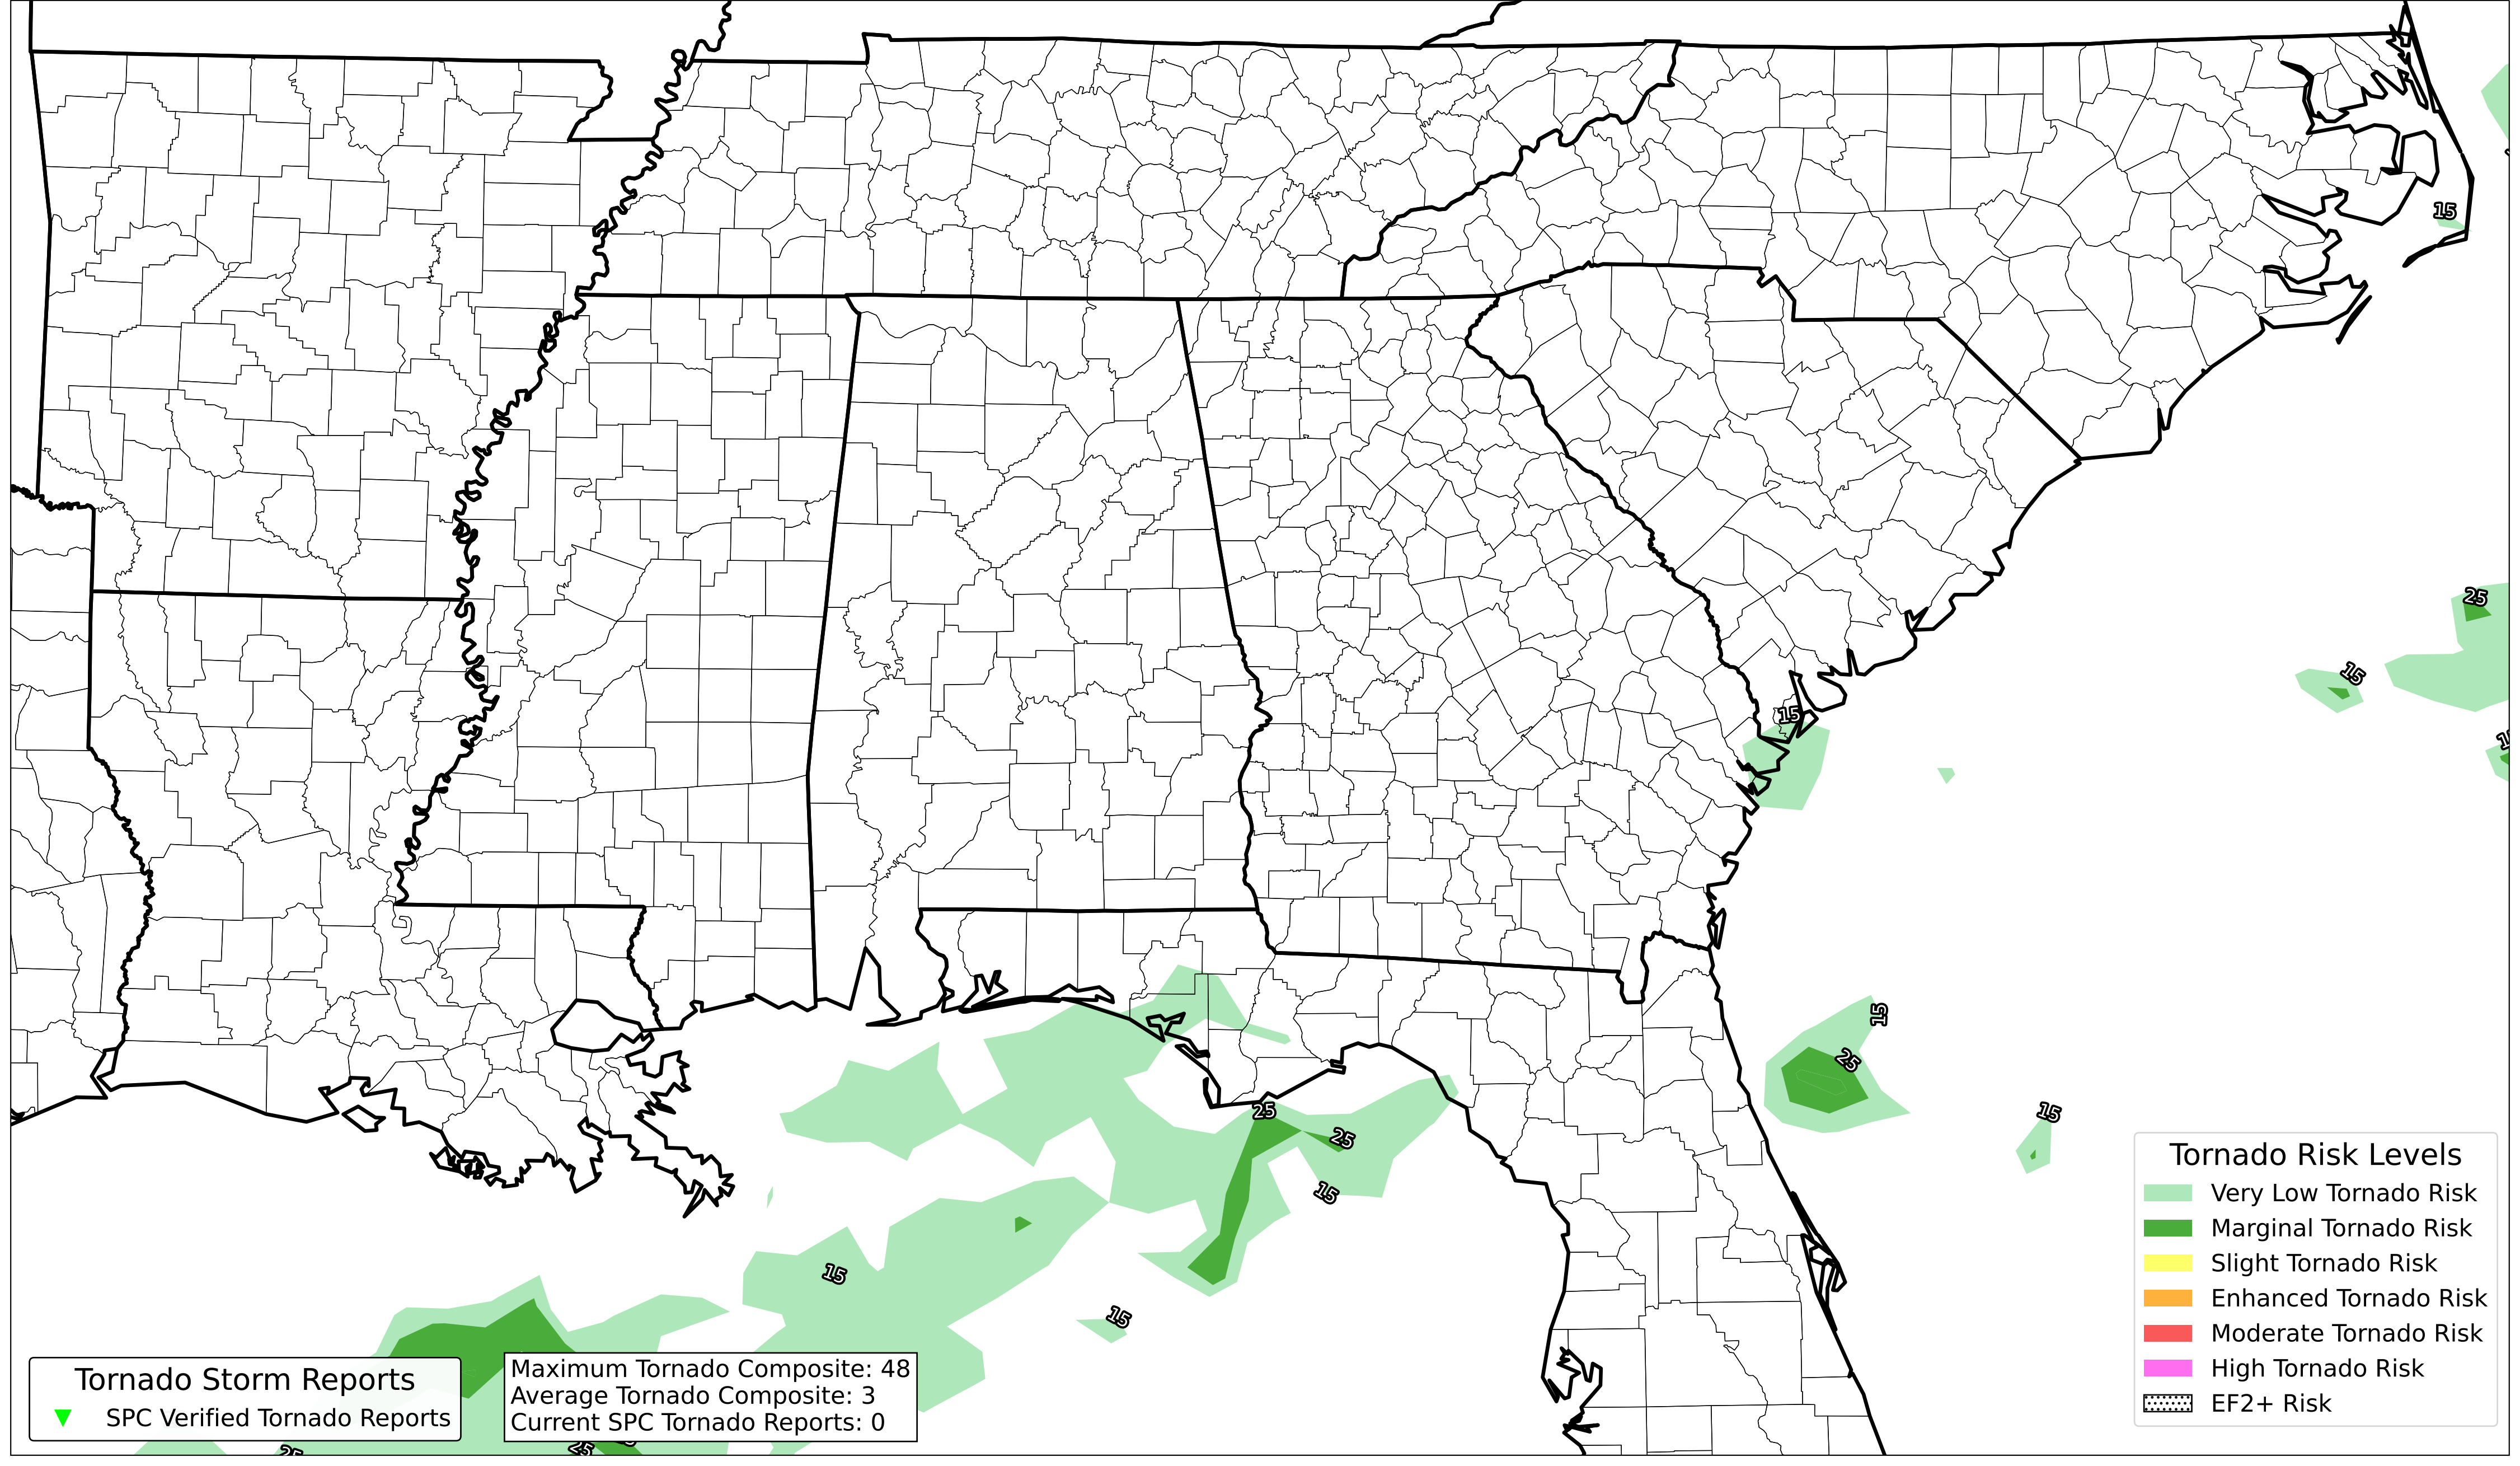 15
25
15
15
15
25
15
25
25
15
15
15
Tornado Risk Levels
Very Low Tornado Risk
Marginal Tornado Risk
Slight Tornado Risk
Enhanced Tornado Risk
Moderate Tornado Risk
High Tornado Risk
EF2+ Risk
Tornado Storm Reports
SPC Verified Tornado Reports
Maximum Tornado Composite: 48
Average Tornado Composite: 3
Current SPC Tornado Reports: 0
25
25